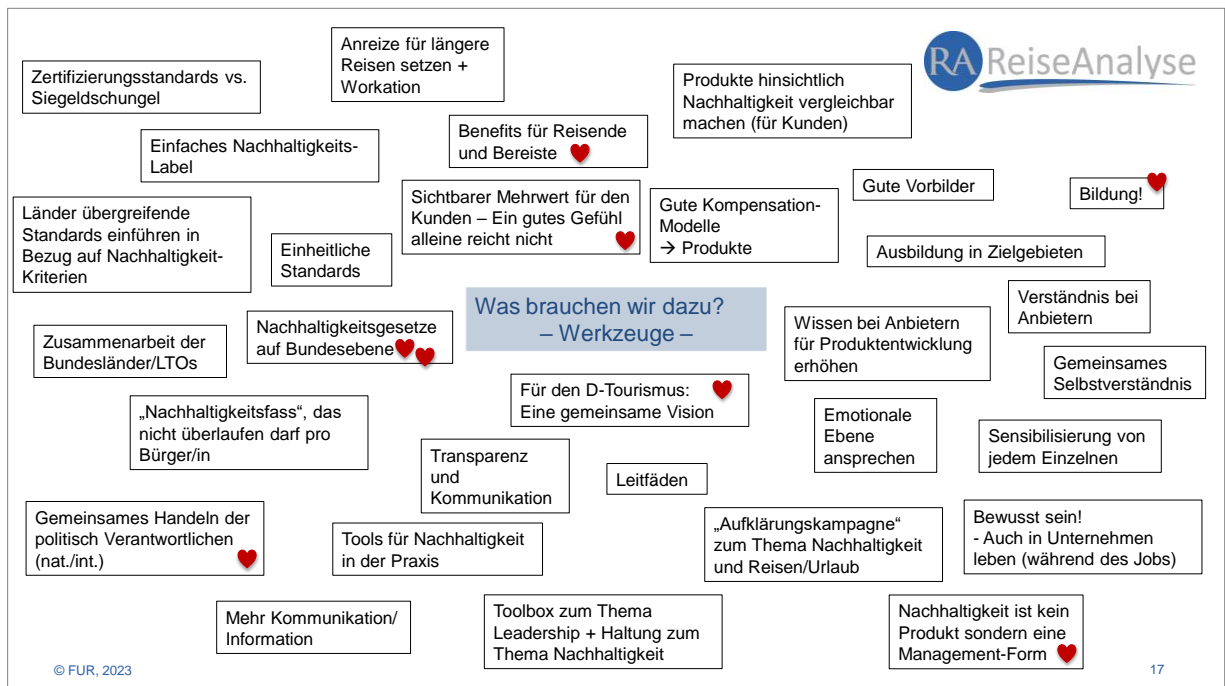 Anreize für längere
Reisen setzen +
Workation
RA ReiseAnalyse
Zertifizierungsstandards vs.
Siegeldschungel
Produkte hinsichtlich
Nachhaltigkeit vergleichbar
machen (für Kunden)
Benefits für Reisende
und Bereiste
Einfaches Nachhaltigkeits-
Label
Gute Vorbilder
Bildung!
Sichtbarer Mehrwert für den
Kunden – Ein gutes Gefühl
alleine reicht nicht
Gute Kompensation-
Modelle
→ Produkte
Länder übergreifende
Standards einführen in
Bezug auf Nachhaltigkeit-
Kriterien
Einheitliche
Standards
Ausbildung in Zielgebieten
Was brauchen wir dazu?
– Werkzeuge –
Verständnis bei
Anbietern
Wissen bei Anbietern
für Produktentwicklung
erhöhen
Nachhaltigkeitsgesetze
auf Bundesebene
Zusammenarbeit der
Bundesländer/LTOs
Gemeinsames
Selbstverständnis
Für den D-Tourismus:
Eine gemeinsame Vision
„Nachhaltigkeitsfass“, das
nicht überlaufen darf pro
Bürger/in
Emotionale
Ebene
ansprechen
Sensibilisierung von
jedem Einzelnen
Transparenz
und
Kommunikation
Leitfäden
Gemeinsames Handeln der
politisch Verantwortlichen
(nat./int.)
Tools für Nachhaltigkeit
in der Praxis
„Aufklärungskampagne“
zum Thema Nachhaltigkeit
und Reisen/Urlaub
Bewusst sein!
- Auch in Unternehmen
leben (während des Jobs)
Mehr Kommunikation/
Information
Toolbox zum Thema
Leadership + Haltung zum
Thema Nachhaltigkeit
Nachhaltigkeit ist kein
Produkt sondern eine
Management-Form
© FUR, 2023
17